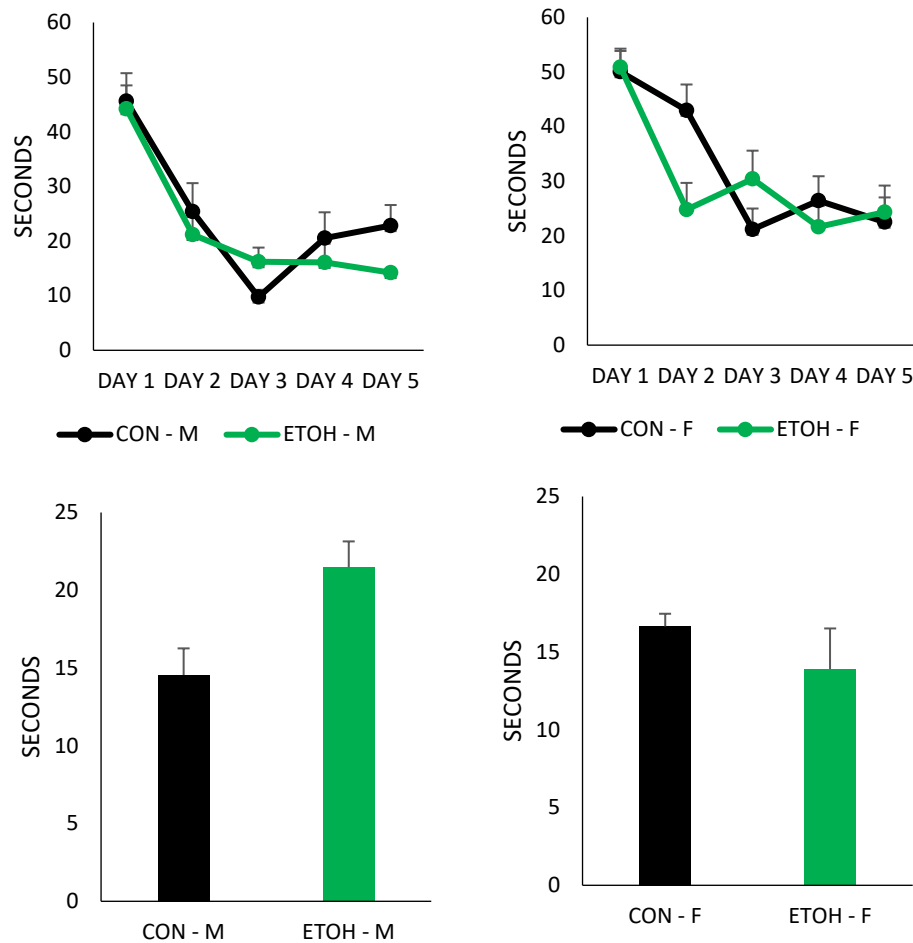 60
50
40
30
20
10
0
SECONDS
DAY 1 DAY 2 DAY 3 DAY 4 DAY 5
CON - M ETOH - M
60
50
40
30
20
10
0
SECONDS
DAY 1 DAY 2 DAY 3 DAY 4 DAY 5
CON - F ETOH - F
25
20
15
10
5
0
SECONDS
CON - M ETOH - M
25
20
15
10
5
0
SECONDS
CON - F ETOH - F